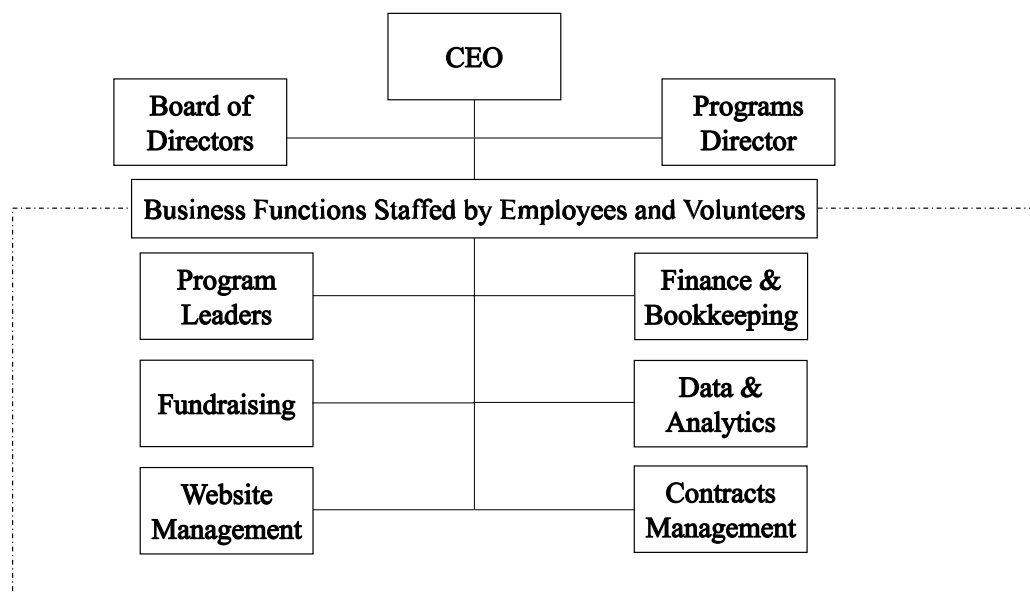 CEO
Board of
Directors
Programs
Director
Business Functions Staffed by Employees and Volunteers
Program
Leaders
Finance &
Bookkeeping
Fundraising
Data &
Analytics
Website
Management
Contracts
Management